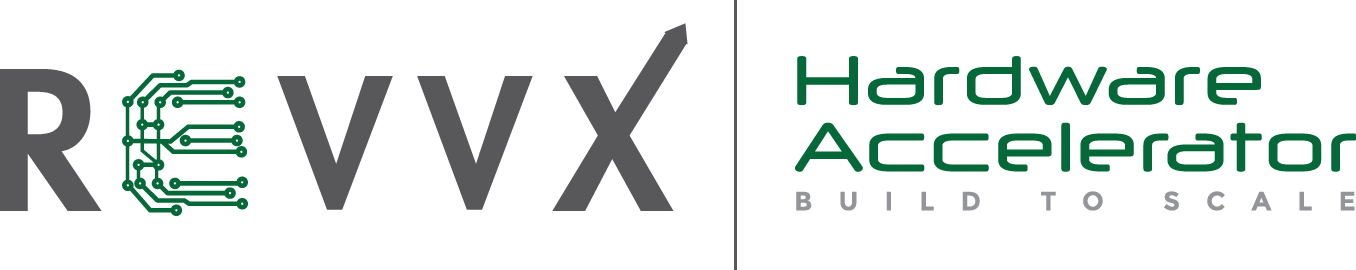 REVVX
Hardware
Accelerator
BUILD TO SCALE